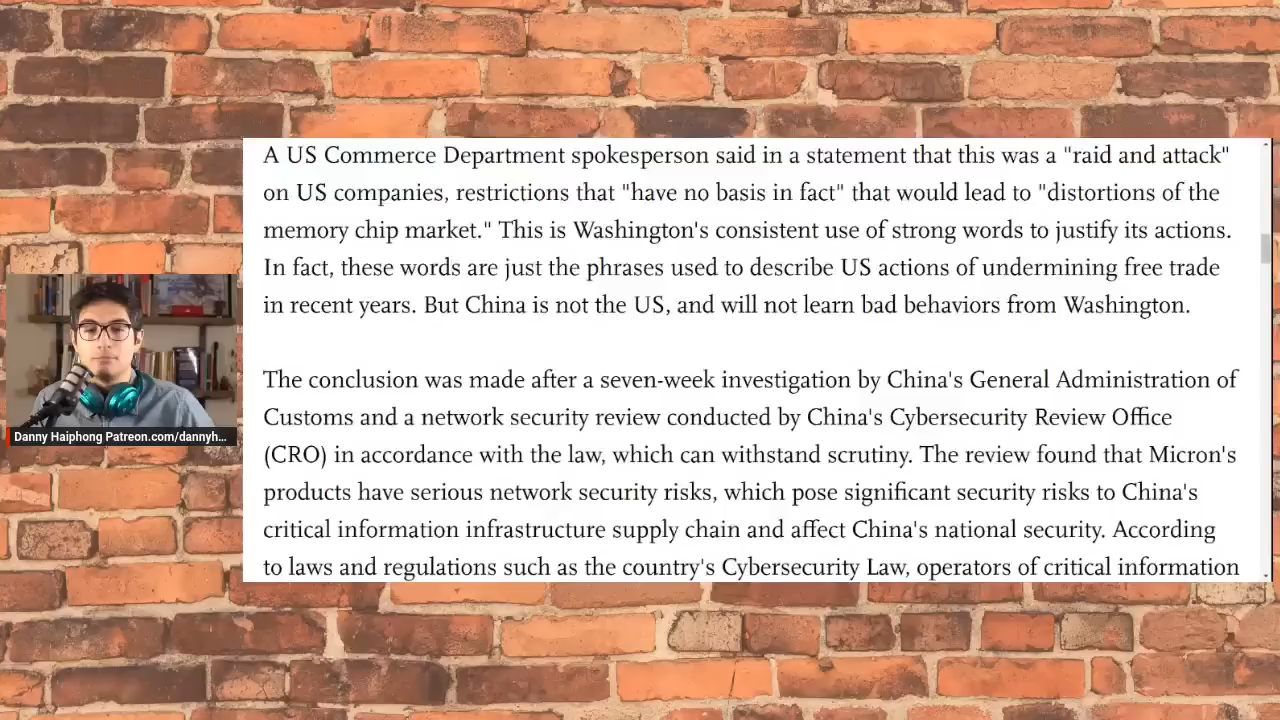 A US Commerce Department spokesperson said in a statement that this was a "raid and attack"
on US companies, restrictions that "have no basis in fact" that would lead to "distortions of the
memory chip market." This is Washington's consistent use of strong words to justify its actions.
In fact, these words are just the phrases used to describe US actions of undermining free trade
in recent years. But China is not the US, and will not learn bad behaviors from Washington.
The conclusion was made after a seven-week investigation by China's General Administration of
Customs and a network security review conducted by China's Cybersecurity Review Office
(CRO) in accordance with the law, which can withstand scrutiny. The review found that Micron's
products have serious network security risks, which pose significant security risks to China's
critical information infrastructure supply chain and affect China's national security. According
to laws and regulations such as the country's Cybersecurity Law, operators of critical information
Danny Haiphong Patreon.com/dannyh...